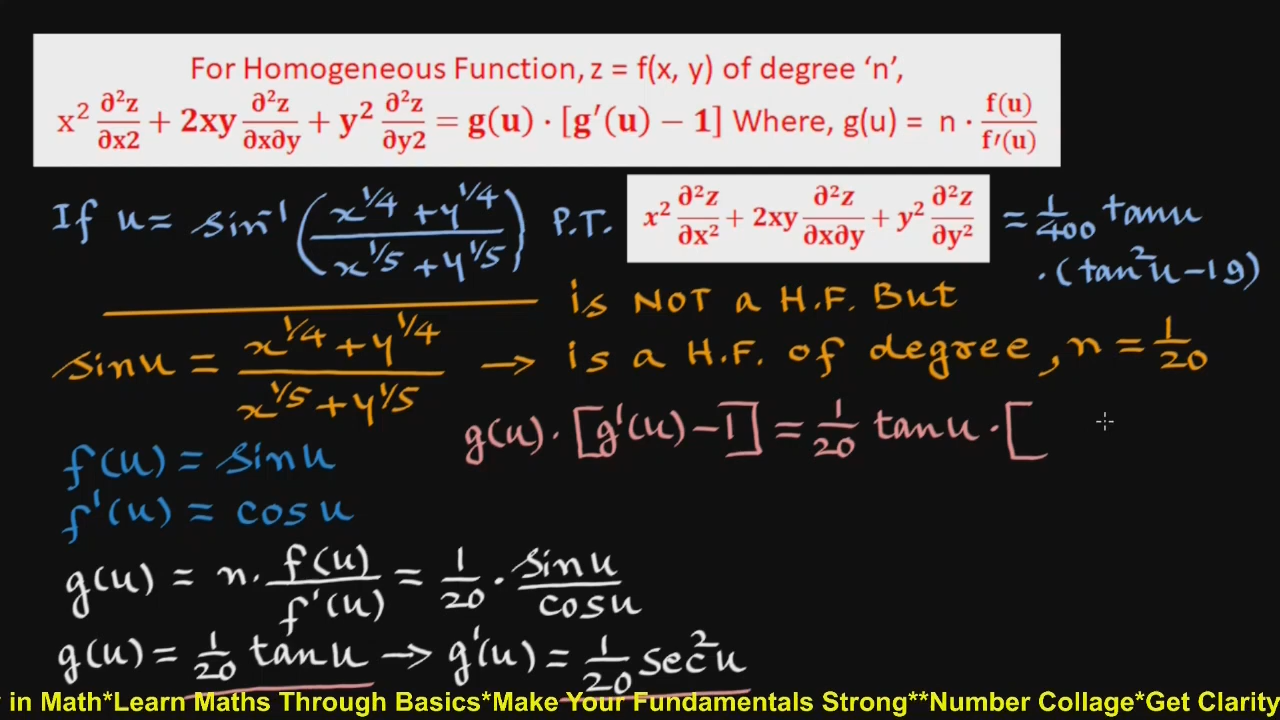 For Homogeneous Function, z = f(x, y) of degree ‘n’,
x² ∂²z/∂x2 + 2xy ∂²z/∂x∂y + y² ∂²z/∂y2 = g(u) · [g′(u) − 1] Where, g(u) = n · f(u)/f′(u)
If u = sin⁻¹ ( (x^1/4 + y^1/4) / (x^1/5 + y^1/5) ) P.T. x² ∂²z/∂x² + 2xy ∂²z/∂x∂y + y² ∂²z/∂y² = 1/400 tanu
. (tan²u − 19)
is NOT a H.F. But
sinu = (x^1/4 + y^1/4) / (x^1/5 + y^1/5) → is a H.F. of degree, n = 1/20
g(u) · [g'(u) − 1] = 1/20 tanu · [
f(u) = sinu
f'(u) = cosu
g(u) = n. f(u)/f'(u) = 1/20 · sinu/cosu
g(u) = 1/20 tanu → g'(u) = 1/20 sec²u
in Math*Learn Maths Through Basics*Make Your Fundamentals Strong**Number Collage*Get Clarity